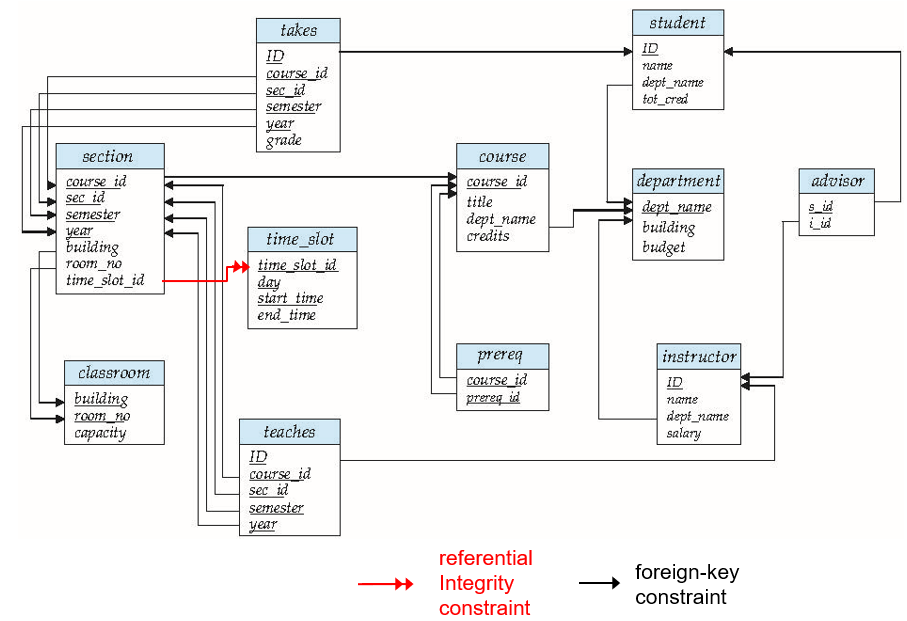 takes
ID
course_id
sec_id
semester
year
grade
student
ID
name
dept_name
tot_cred
section
course_id
sec_id
semester
year
building
room_no
time_slot_id
course
course_id
title
dept_name
credits
department
dept_name
building
budget
advisor
s_id
i_id
time_slot
time_slot_id
day
start_time
end_time
classroom
building
room_no
capacity
prereq
course_id
prereq_id
instructor
ID
name
dept_name
salary
teaches
ID
course_id
sec_id
semester
year
referential
Integrity
constraint
foreign-key
constraint